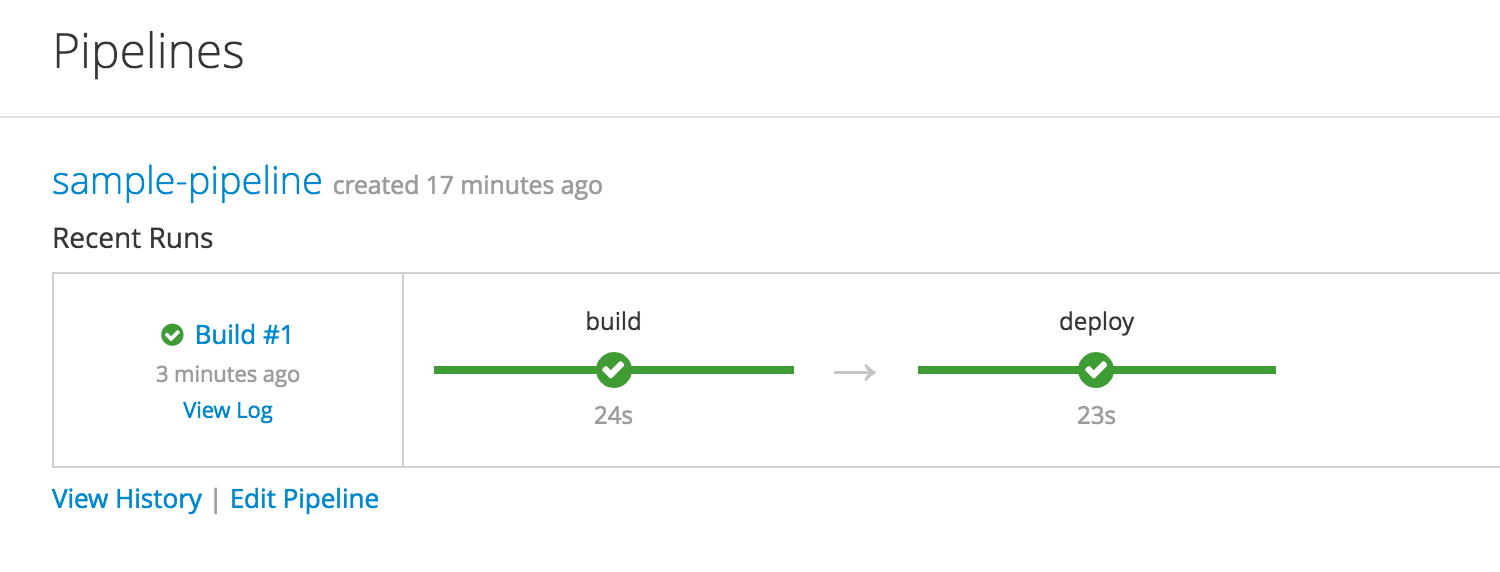 Pipelines
sample-pipeline created 17 minutes ago
Recent Runs
Build #1
3 minutes ago
View Log
build
24s
deploy
23s
View History | Edit Pipeline